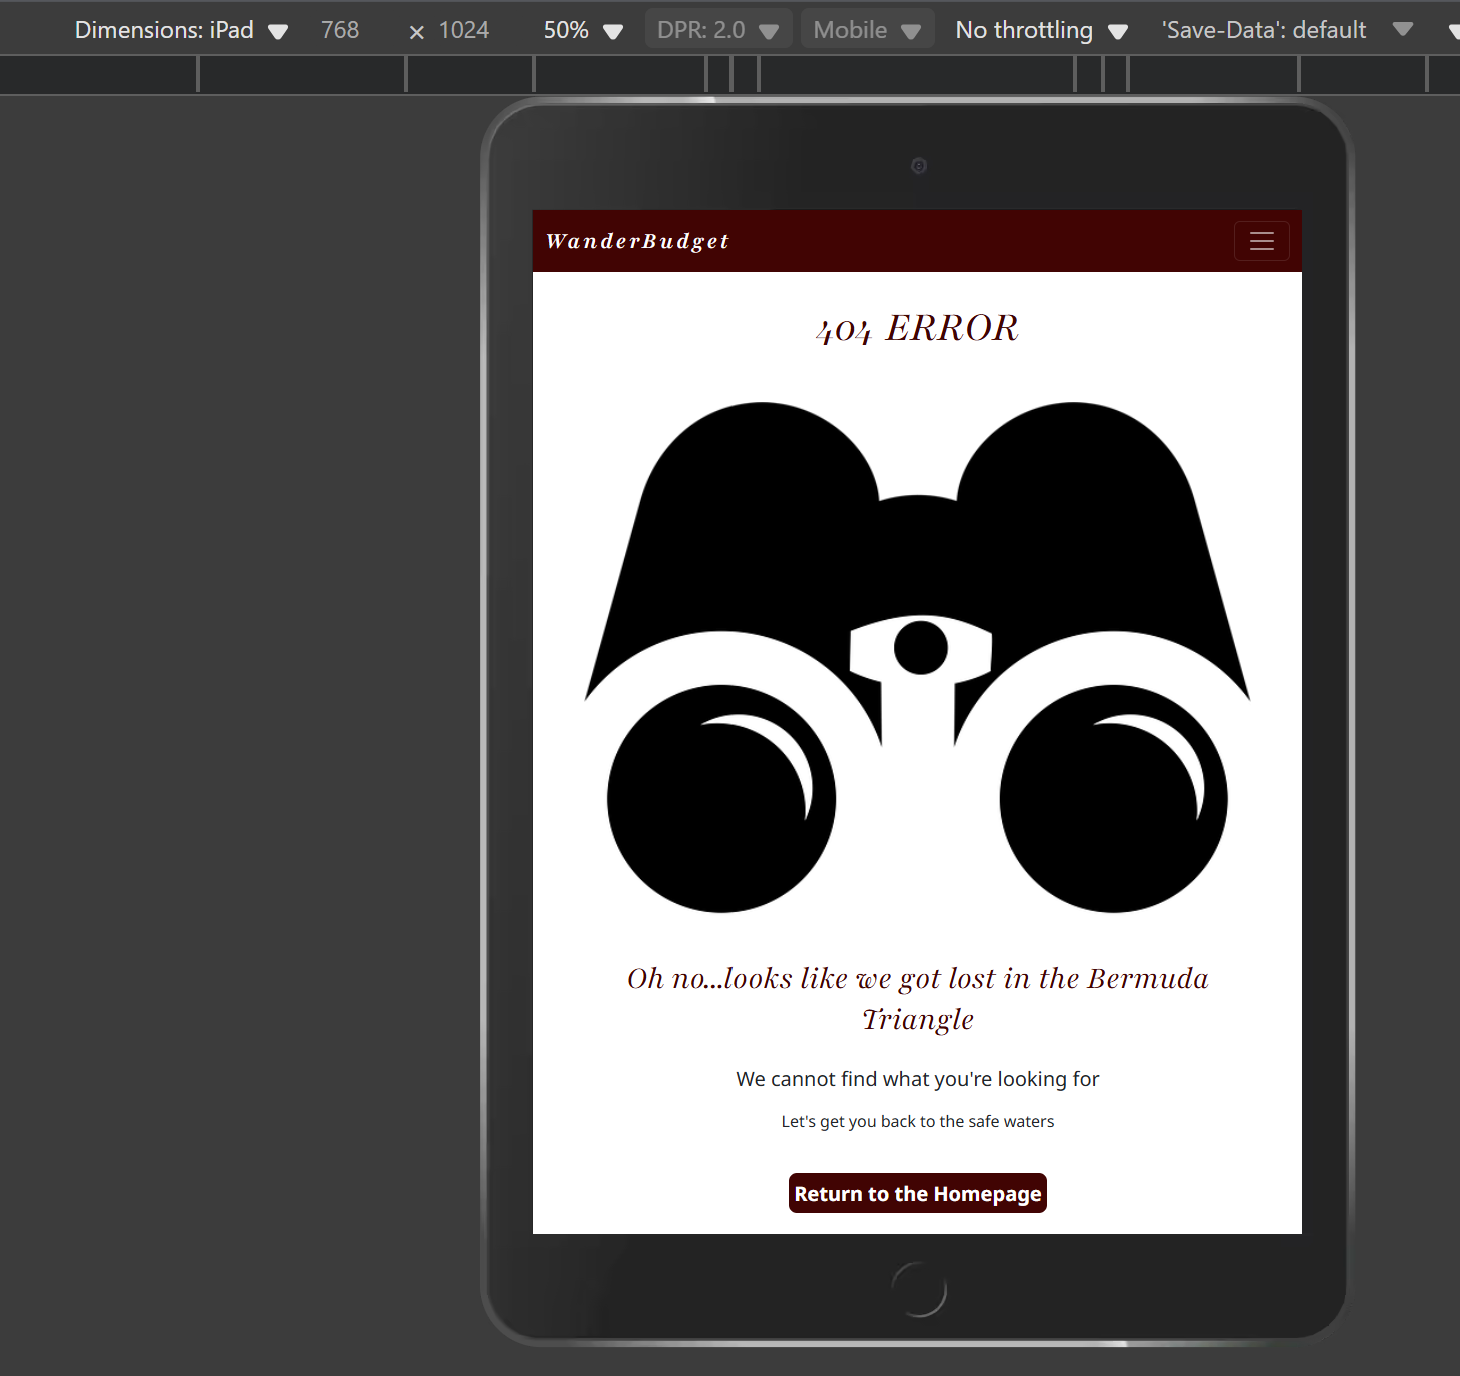 Dimensions: iPad 768 × 1024 50% DPR: 2.0 Mobile No throttling 'Save-Data': default
WanderBudget
404 ERROR
Oh no...looks like we got lost in the Bermuda
Triangle
We cannot find what you're looking for
Let's get you back to the safe waters
Return to the Homepage